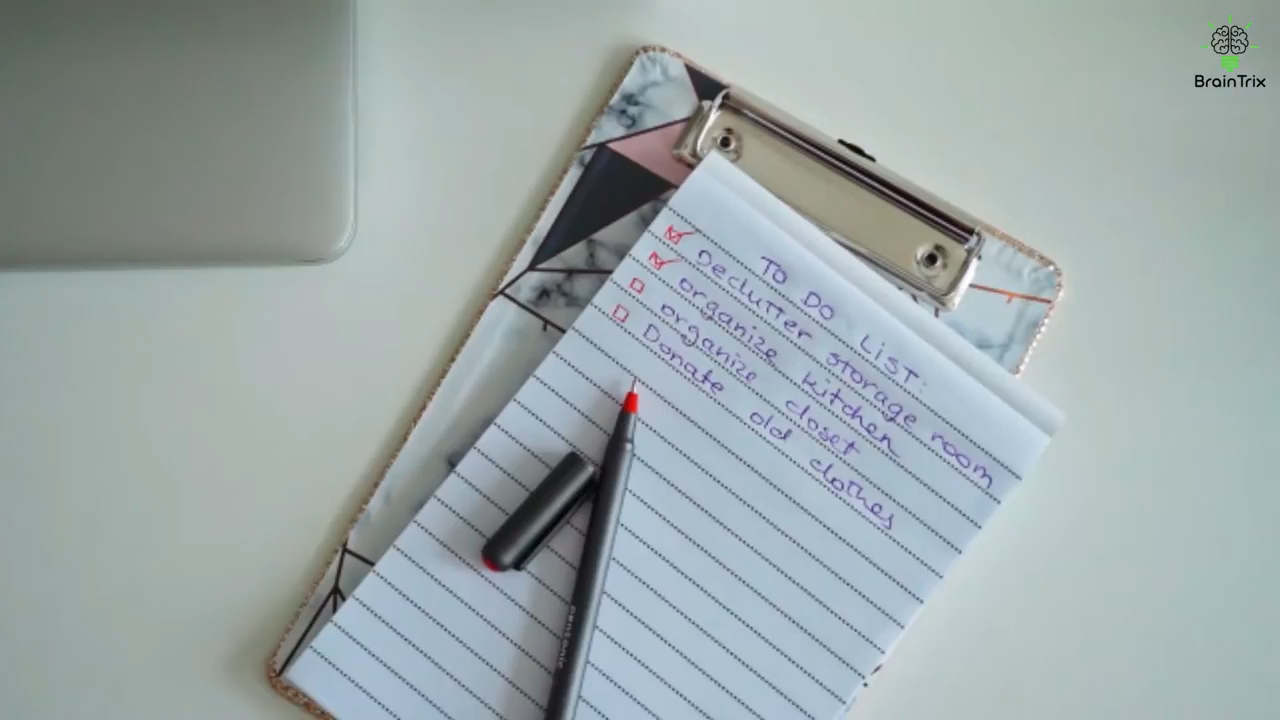 BrainTrix
TO DO LIST:
Declutter storage room
organize kitchen
organize closet
Donate old clothes